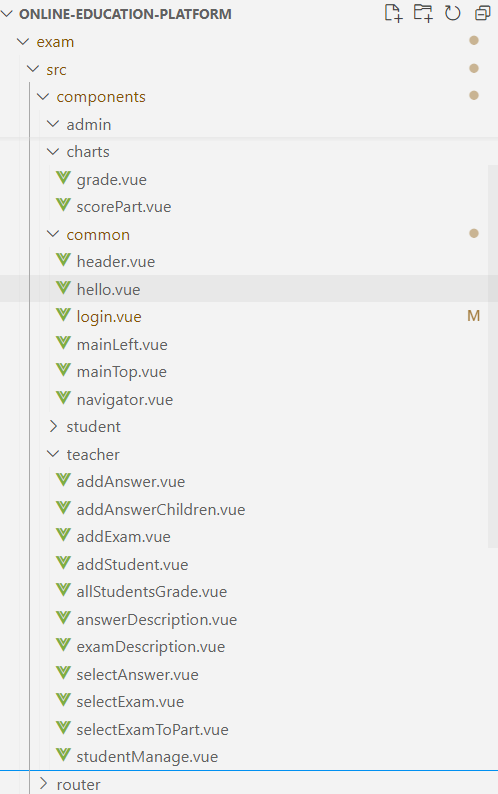 ONLINE-EDUCATION-PLATFORM
exam
src
components
admin
charts
grade.vue
scorePart.vue
common
header.vue
hello.vue
login.vue M
mainLeft.vue
mainTop.vue
navigator.vue
student
teacher
addAnswer.vue
addAnswerChildren.vue
addExam.vue
addStudent.vue
allStudentsGrade.vue
answerDescription.vue
examDescription.vue
selectAnswer.vue
selectExam.vue
selectExamToPart.vue
studentManage.vue
router